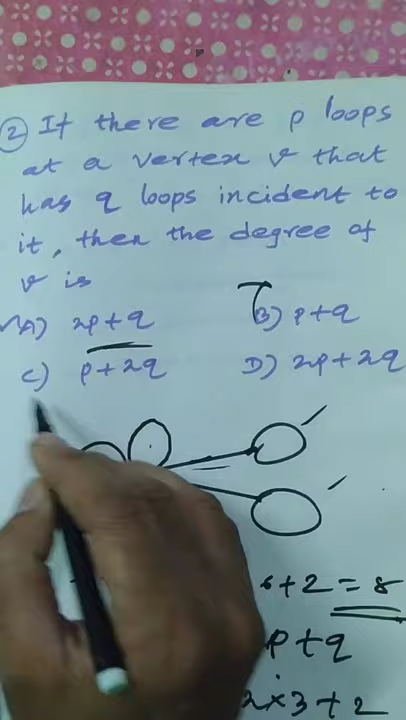 ② If there are p loops
at a vertex v that
has q loops incident to
it, then the degree of
v is
A) 2p+q B) p+q
C) p+2q D) 2p+2q
6+2 = 8
p+q
2×3+2